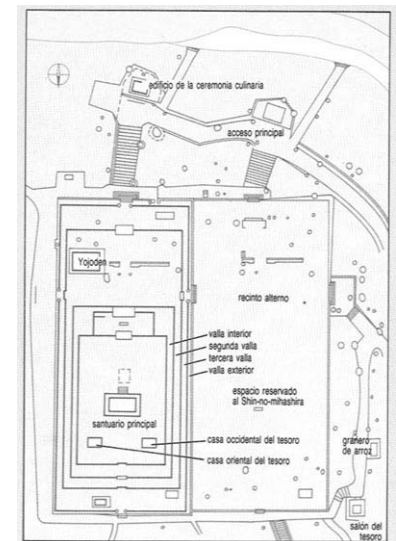 edificio de la ceremonia culinaria
acceso principal
Yojoden
recinto alterno
valla interior
segunda valla
tercera valla
valla exterior
espacio reservado
al Shin-no-mihashira
santuario principal
casa occidental del tesoro
casa oriental del tesoro
granero
de arroz
salón del
tesoro